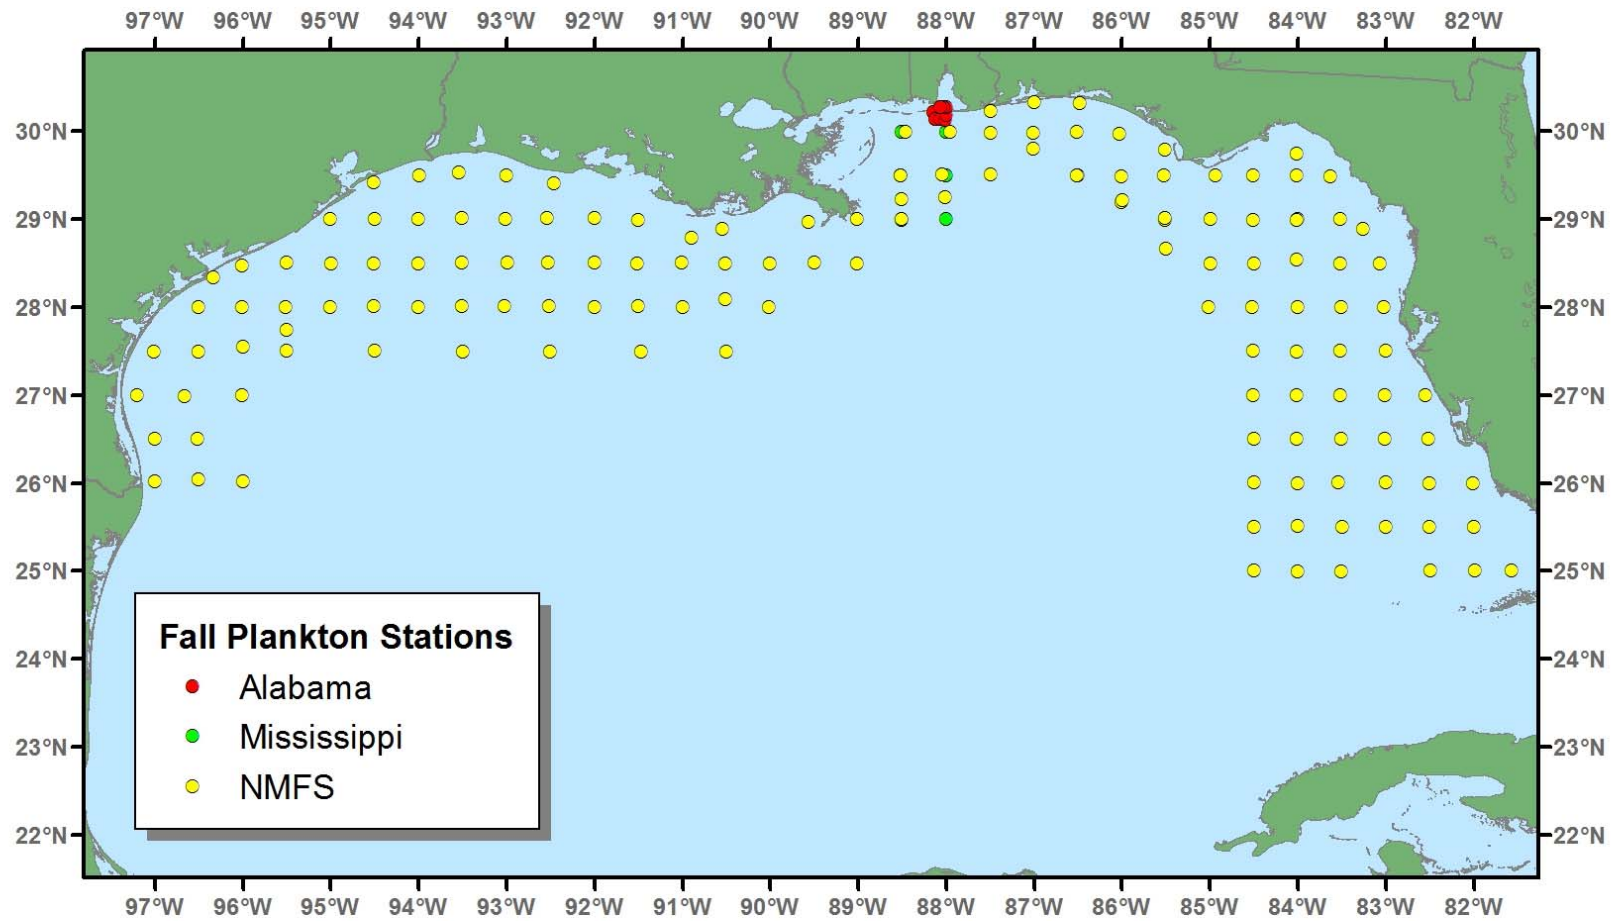 97°W 96°W 95°W 94°W 93°W 92°W 91°W 90°W 89°W 88°W 87°W 86°W 85°W 84°W 83°W 82°W
30°N 30°N
29°N 29°N
28°N 28°N
27°N 27°N
26°N 26°N
25°N 25°N
Fall Plankton Stations
24°N 24°N
Alabama
Mississippi
23°N 23°N
NMFS
22°N 22°N
97°W 96°W 95°W 94°W 93°W 92°W 91°W 90°W 89°W 88°W 87°W 86°W 85°W 84°W 83°W 82°W